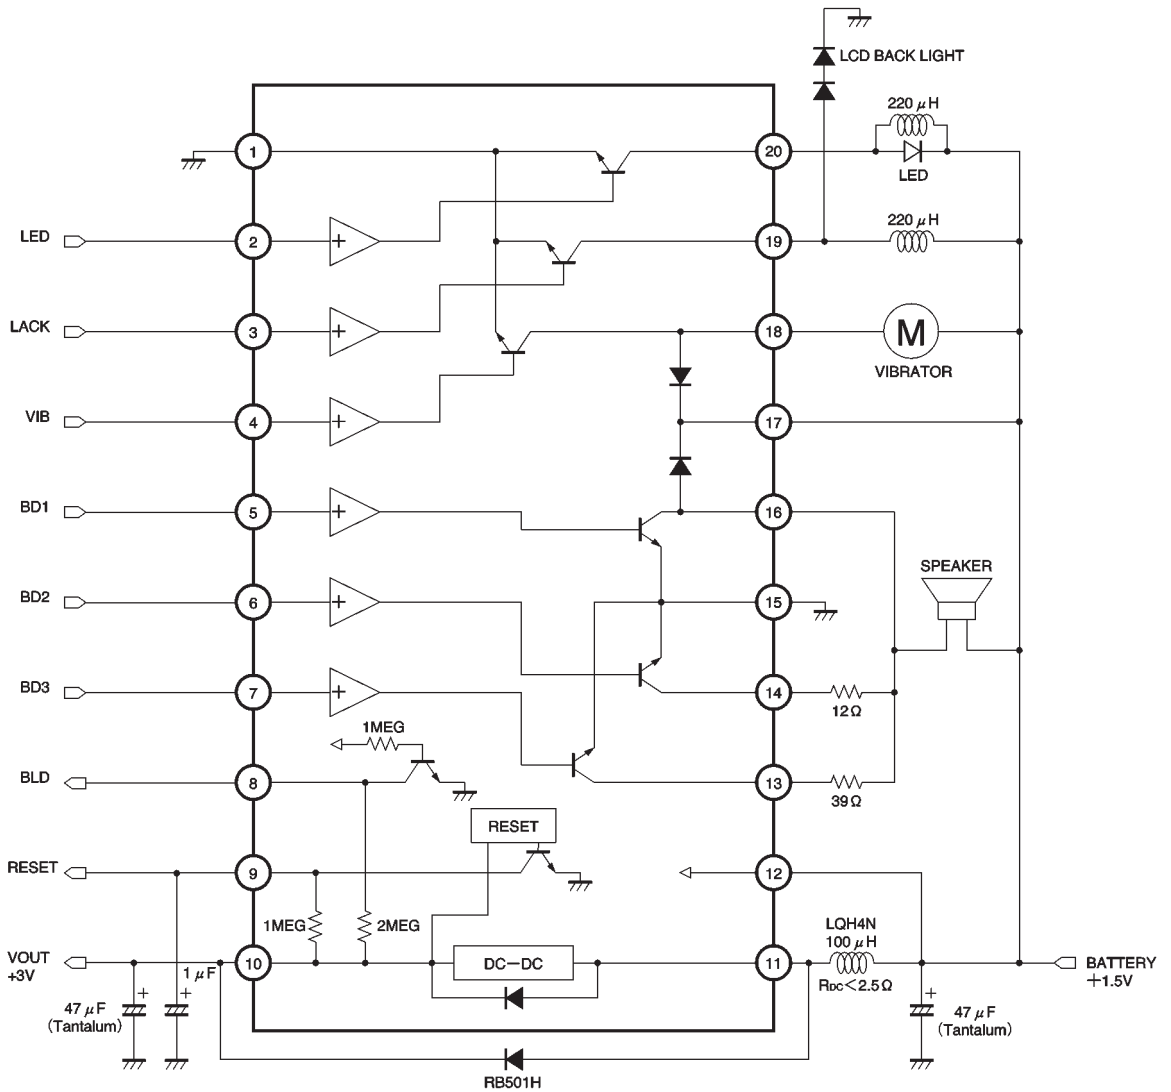 LCD BACK LIGHT
220 μH
1
20
LED
LED
2
19
220 μH
LACK
3
18
M
VIBRATOR
VIB
4
17
BD1
5
16
SPEAKER
BD2
6
15
BD3
7
14
12Ω
1MEG
BLD
8
13
39Ω
RESET
RESET
9
12
1MEG
2MEG
LQH4N
100 μH
VOUT
+3V
10
DC-DC
11
RDC<2.5Ω
BATTERY
+1.5V
1 μF
+
+
+
47 μF
(Tantalum)
47 μF
(Tantalum)
RB501H
+
+
+
+
+
+